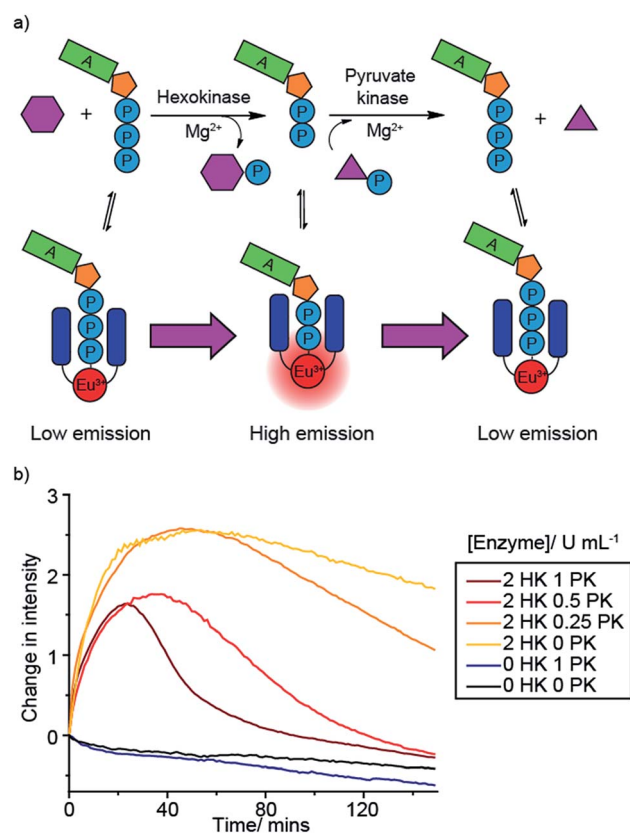 a)
A
A
A
P
P
P
+
Hexokinase
Mg²⁺
P
P
P
Pyruvate
kinase
Mg²⁺
P
P
P
P
+
A
A
A
P
P
P
Eu³⁺
P
P
Eu³⁺
P
P
P
Eu³⁺
Low emission
High emission
Low emission
b)
Change in intensity
3
2
1
0
0
40
80
120
Time/ mins
[Enzyme]/ U mL⁻¹
2 HK 1 PK
2 HK 0.5 PK
2 HK 0.25 PK
2 HK 0 PK
0 HK 1 PK
0 HK 0 PK